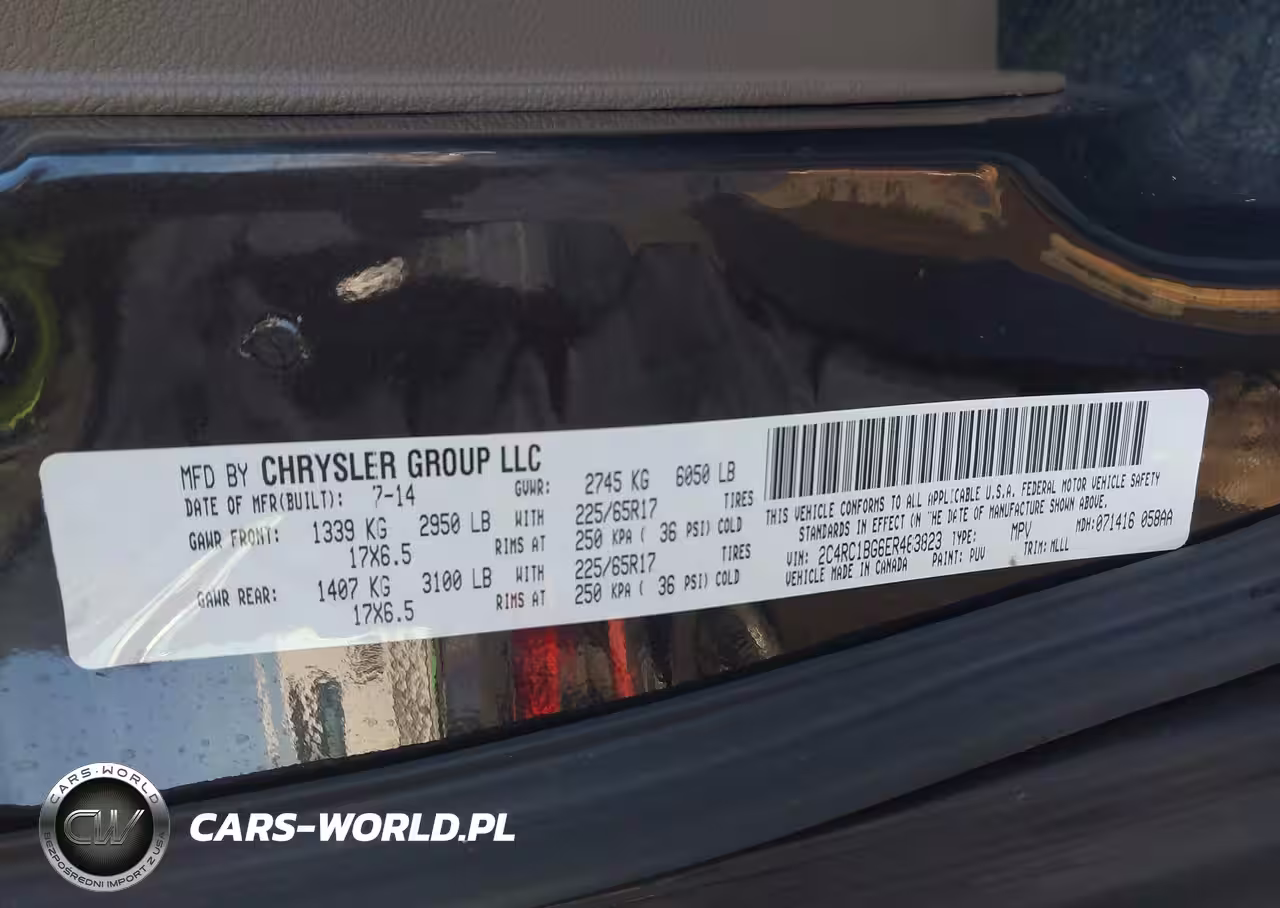 MFD BY CHRYSLER GROUP LLC
DATE OF MFR(BUILT): 7-14 GVWR: 2745 KG 6050 LB
GAWR FRONT: 1339 KG 2950 LB WITH 225/65R17 TIRES
17X6.5 RIMS AT 250 KPA ( 36 PSI) COLD
GAWR REAR: 1407 KG 3100 LB WITH 225/65R17 TIRES
17X6.5 RIMS AT 250 KPA ( 36 PSI) COLD
THIS VEHICLE CONFORMS TO ALL APPLICABLE U.S.A. FEDERAL MOTOR VEHICLE SAFETY
STANDARDS IN EFFECT ON THE DATE OF MANUFACTURE SHOWN ABOVE.
VIN: TYPE: MPV MDH:071416 058AA
VEHICLE MADE IN CANADA PAINT: PUV TRIM: MLLL
CARS-WORLD
CW
BEZPOŚREDNI IMPORT Z USA
CARS-WORLD.PL